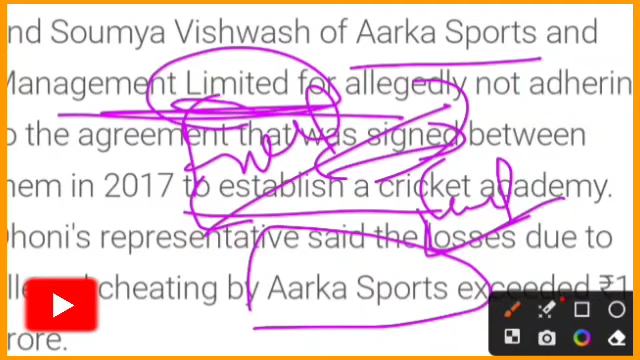 nd Soumya Vishwash of Aarka Sports and
Management Limited for allegedly not adherin
o the agreement that was signed between
hem in 2017 to establish a cricket academy.
Dhoni's representative said the losses due to
cheating by Aarka Sports exceeded ₹1
rore.